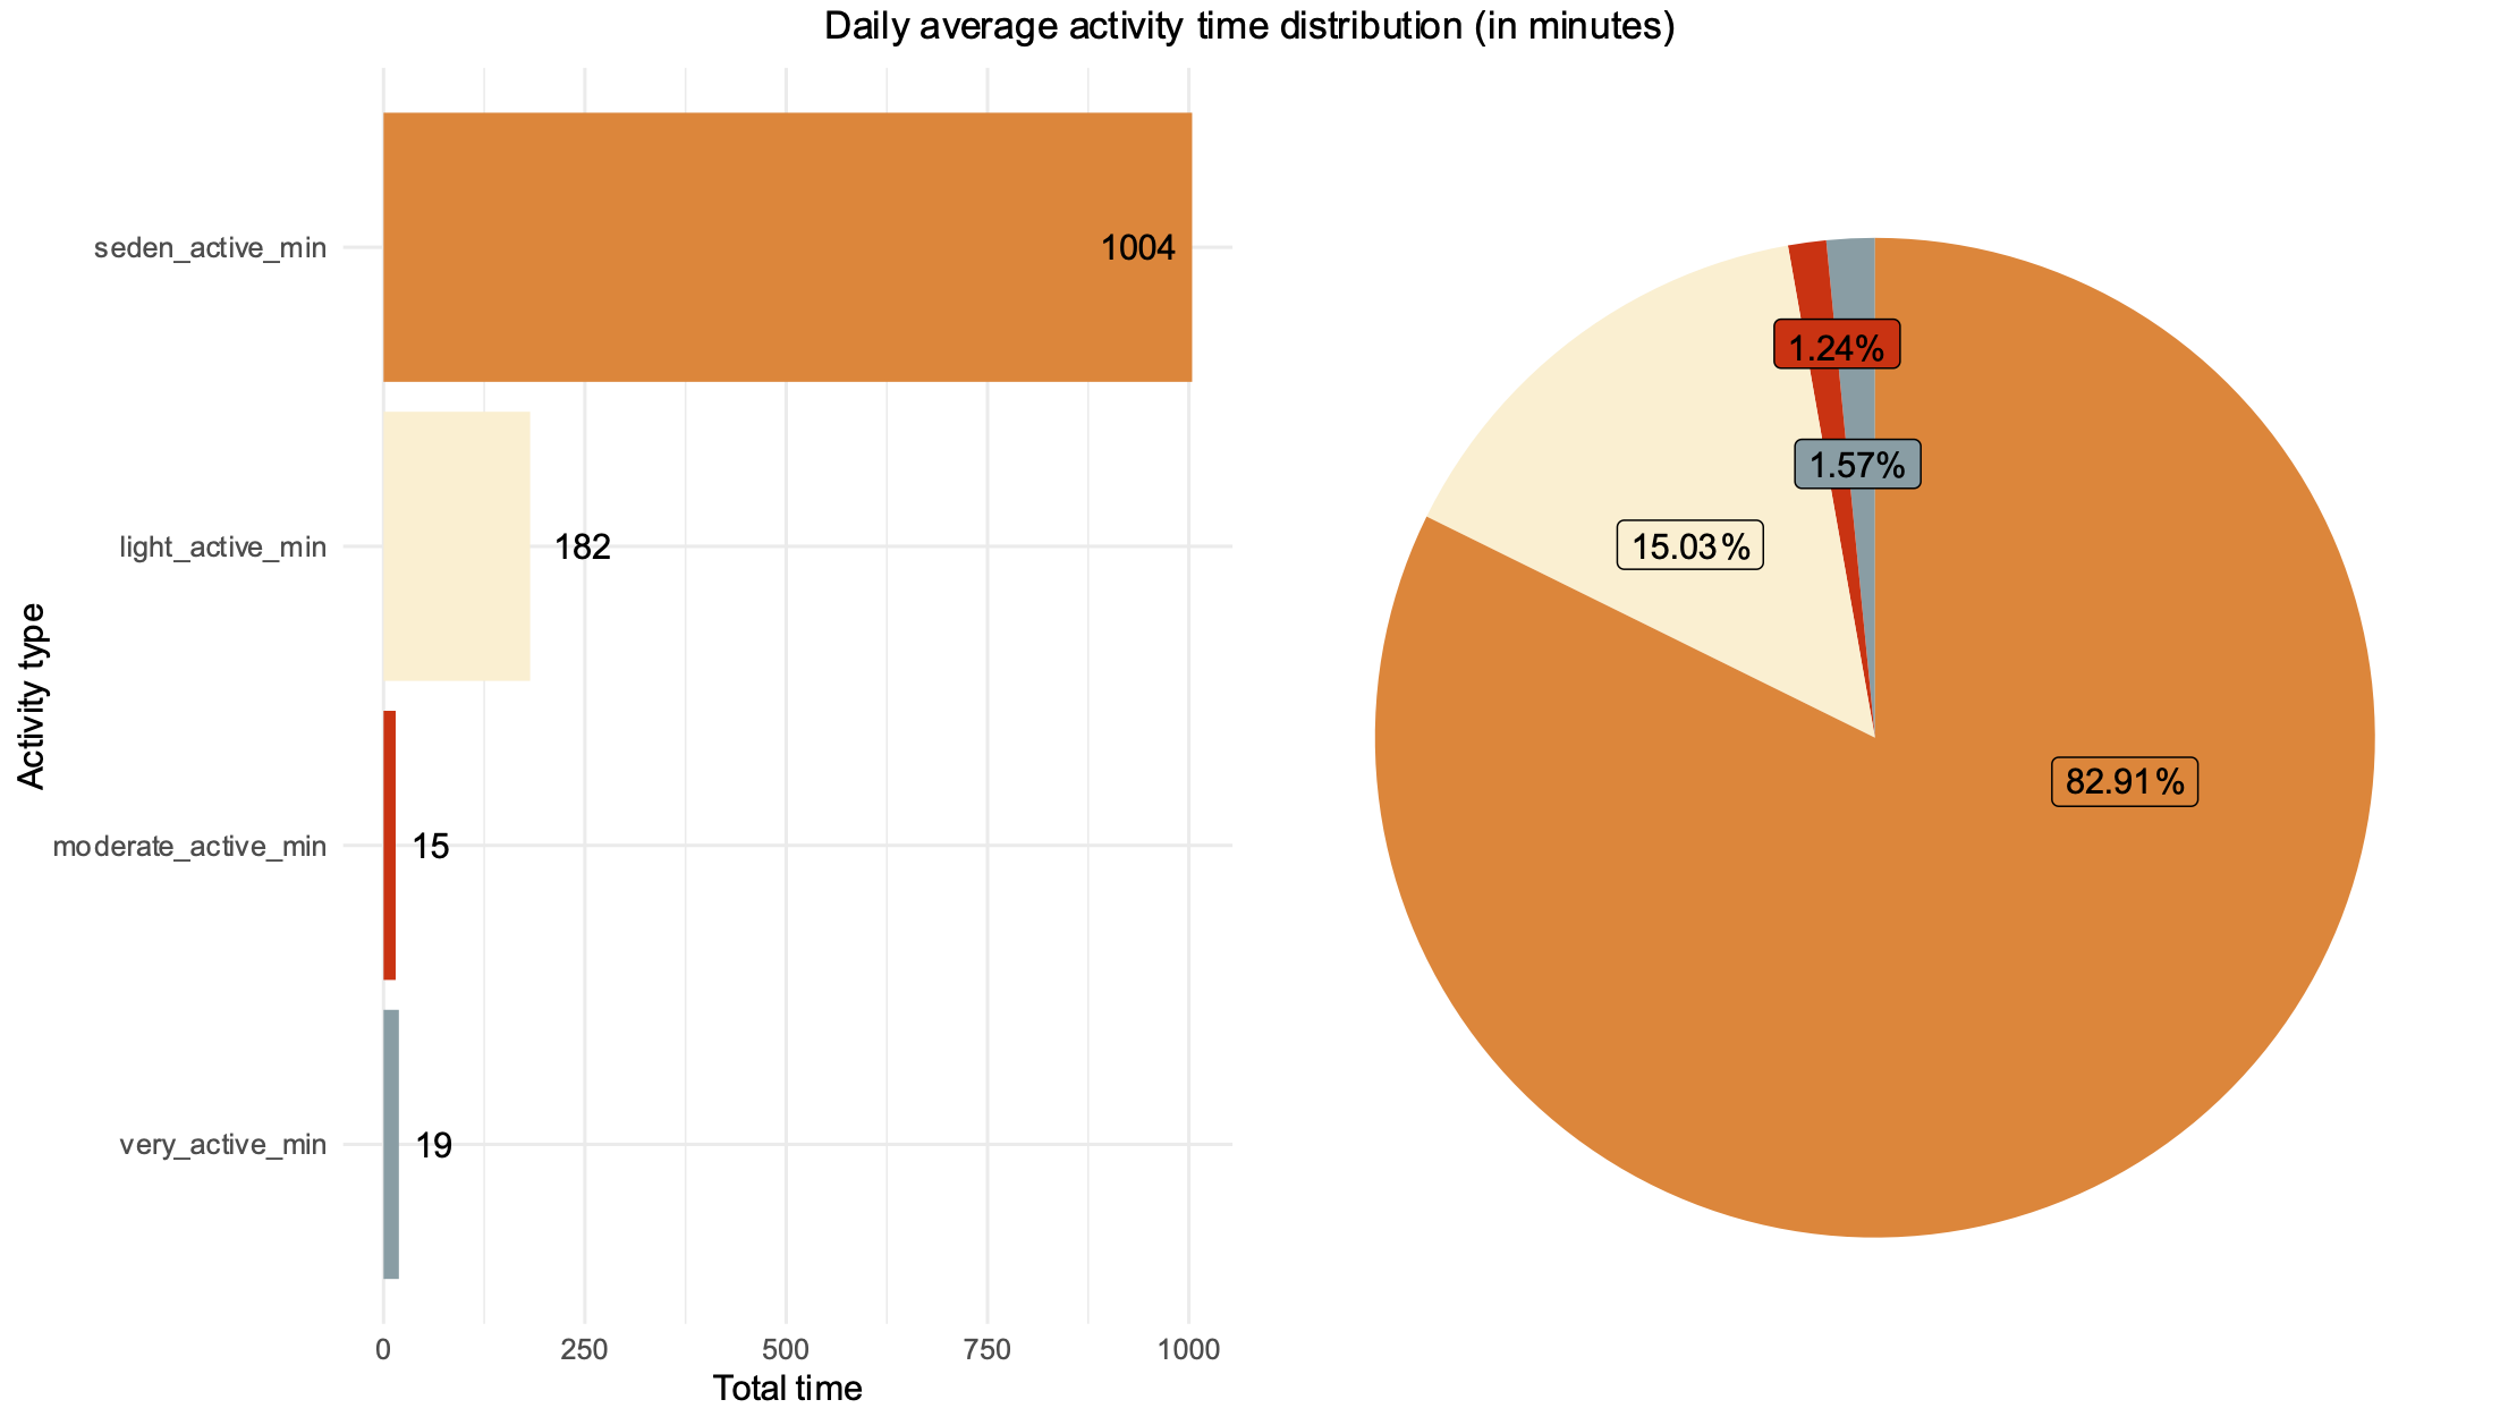 Daily average activity time distribution (in minutes)
Activity type
seden_active_min
1004
light_active_min
182
moderate_active_min
15
very_active_min
19
0 250 500 750 1000
Total time
1.24%
1.57%
15.03%
82.91%